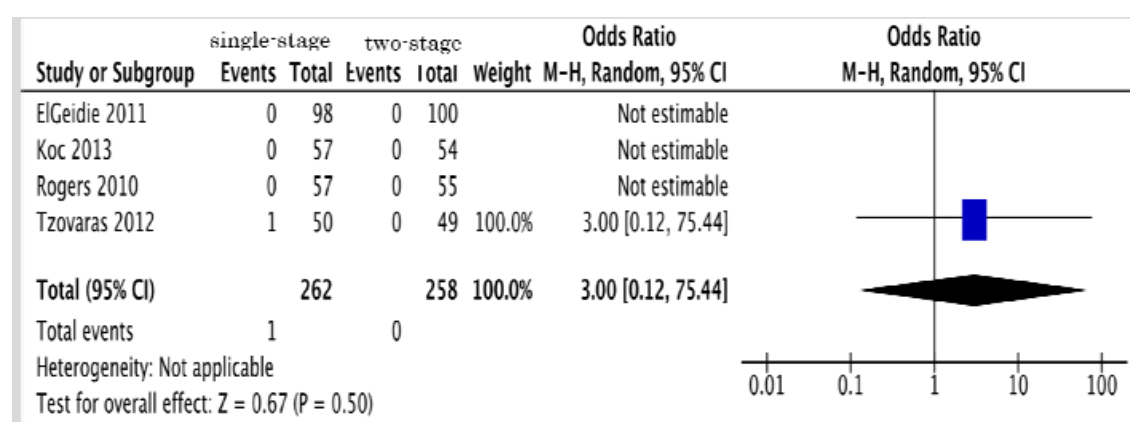 single-stage two-stage Odds Ratio Odds Ratio
Study or Subgroup Events Total Events Total Weight M-H, Random, 95% CI M-H, Random, 95% CI
ElGeidie 2011 0 98 0 100 Not estimable
Koc 2013 0 57 0 54 Not estimable
Rogers 2010 0 57 0 55 Not estimable
Tzovaras 2012 1 50 0 49 100.0% 3.00 [0.12, 75.44]
Total (95% CI) 262 258 100.0% 3.00 [0.12, 75.44]
Total events 1 0
Heterogeneity: Not applicable
Test for overall effect: Z = 0.67 (P = 0.50)
0.01 0.1 1 10 100